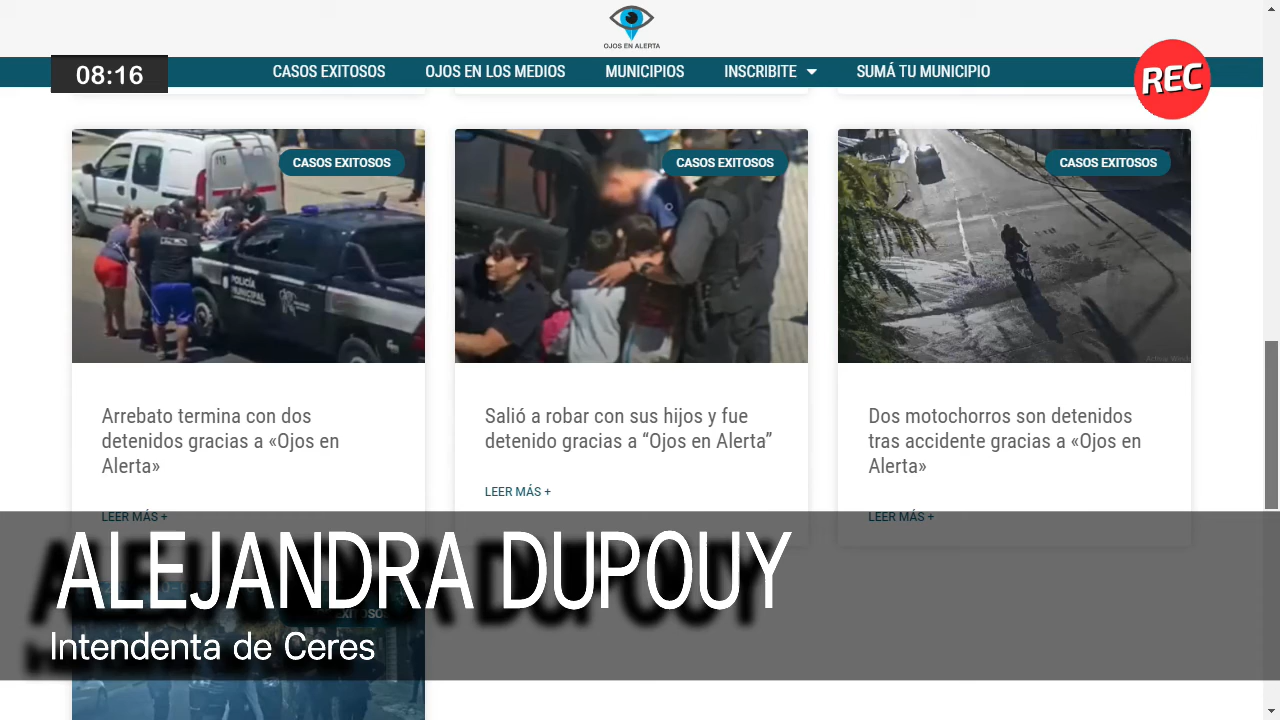 OJOS EN ALERTA
08:16
CASOS EXITOSOS
OJOS EN LOS MEDIOS
MUNICIPIOS
INSCRIBITE
SUMÁ TU MUNICIPIO
REC
CASOS EXITOSOS
CASOS EXITOSOS
CASOS EXITOSOS
110
POLICÍA
MUNICIPAL
Arrebato termina con dos
detenidos gracias a «Ojos en
Alerta»
LEER MÁS +
Salió a robar con sus hijos y fue
detenido gracias a “Ojos en Alerta”
LEER MÁS +
Dos motochorros son detenidos
tras accidente gracias a «Ojos en
Alerta»
LEER MÁS +
ALEJANDRA DUPOUY
Intendenta de Ceres